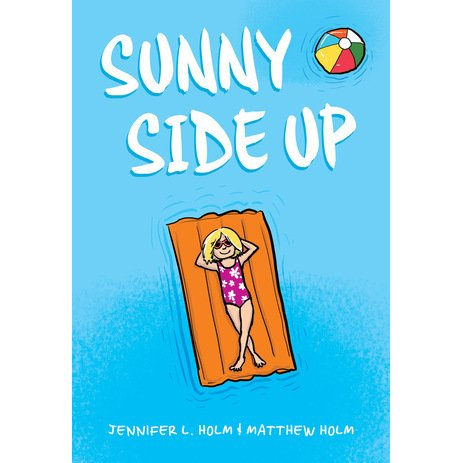 SUNNY
SIDE UP
JENNIFER L. HOLM & MATTHEW HOLM